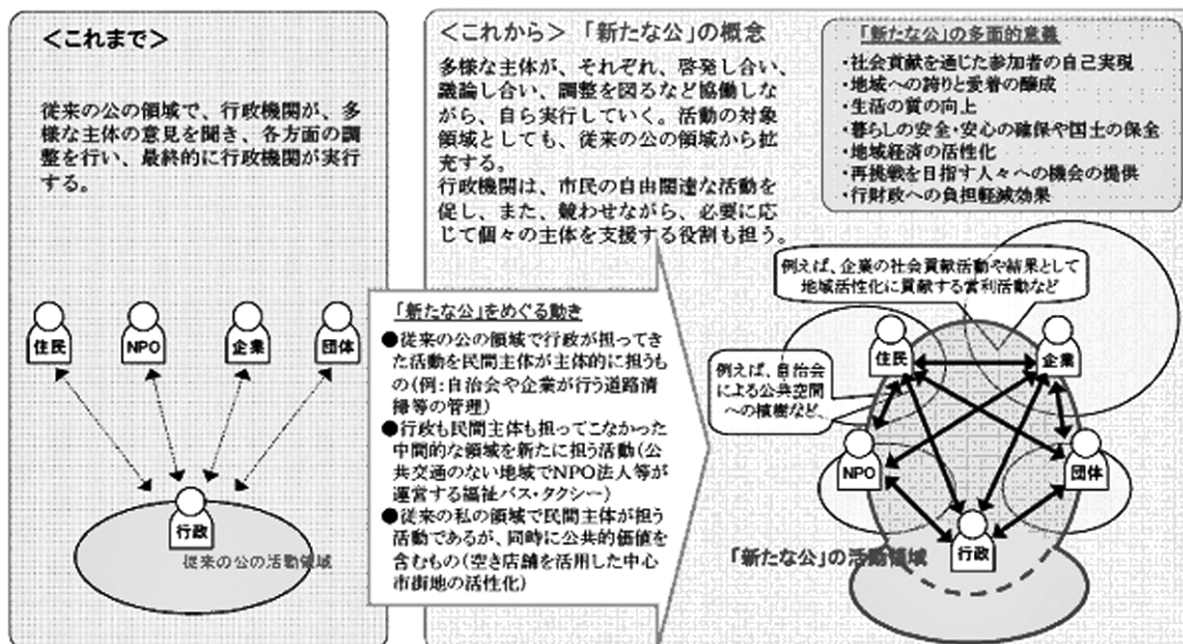 <これまで>
従来の公の領域で、行政機関が、多
様な主体の意見を聞き、各方面の調
整を行い、最終的に行政機関が実行
する。
住民
NPO
企業
団体
行政
従来の公の活動領域
「新たな公」をめぐる動き
●従来の公の領域で行政が担ってき
た活動を民間主体が主体的に担うも
の(例:自治会や企業が行う道路清
掃等の管理)
●行政も民間主体も担ってこなかった
中間的な領域を新たに担う活動(公
共交通のない地域でNPO法人等が
運営する福祉バス・タクシー)
●従来の私の領域で民間主体が担う
活動であるが、同時に公共的価値を
含むもの(空き店舗を活用した中心
市街地の活性化)
<これから> 「新たな公」の概念
多様な主体が、それぞれ、啓発し合い、
議論し合い、調整を図るなど協働しな
がら、自ら実行していく。活動の対象
領域としても、従来の公の領域から拡
充する。
行政機関は、市民の自由闊達な活動を
促し、また、競わせながら、必要に応
じて個々の主体を支援する役割も担う。
「新たな公」の多面的意義
・社会貢献を通じた参加者の自己実現
・地域への誇りと愛着の醸成
・生活の質の向上
・暮らしの安全・安心の確保や国土の保全
・地域経済の活性化
・再挑戦を目指す人々への機会の提供
・行財政への負担軽減効果
例えば、企業の社会貢献活動や結果として
地域活性化に貢献する営利活動など
例えば、自治会
による公共空間
への植樹など
住民
企業
NPO
団体
行政
「新たな公」の活動領域